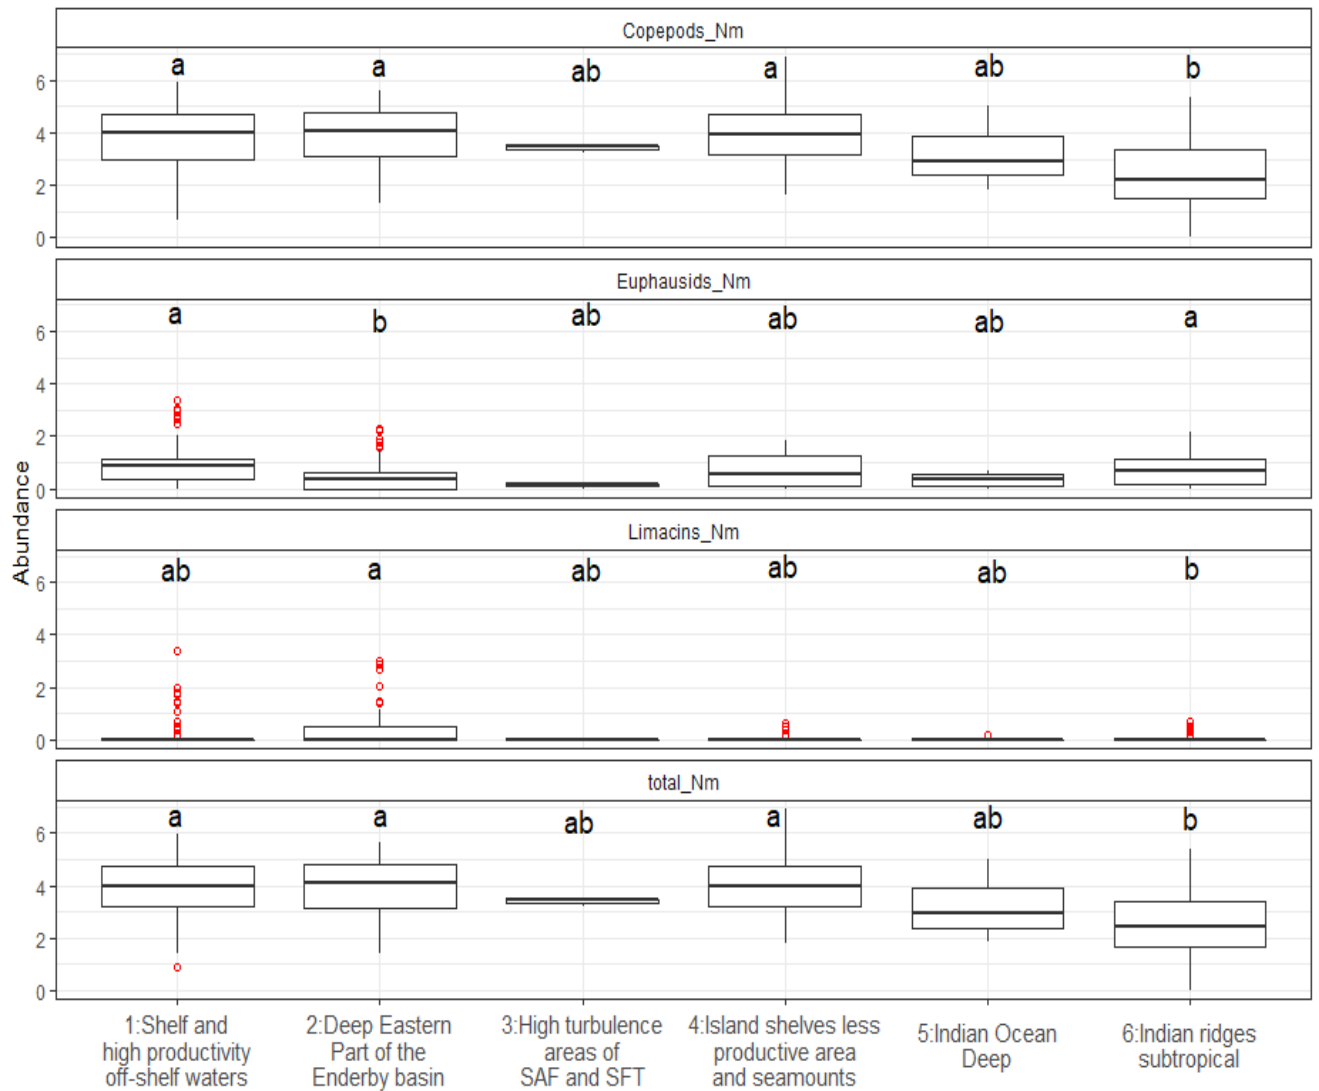 Copepods_Nm
a a ab a ab b
6
4
2
0
Euphausids_Nm
a b ab ab ab a
6
4
2
0
Abundance
Limacins_Nm
ab a ab ab ab b
6
4
2
0
total_Nm
a a ab a ab b
6
4
2
0
1:Shelf and
high productivity
off-shelf waters
2:Deep Eastern
Part of the
Enderby basin
3:High turbulence
areas of
SAF and SFT
4:Island shelves less
productive area
and seamounts
5:Indian Ocean
Deep
6:Indian ridges
subtropical